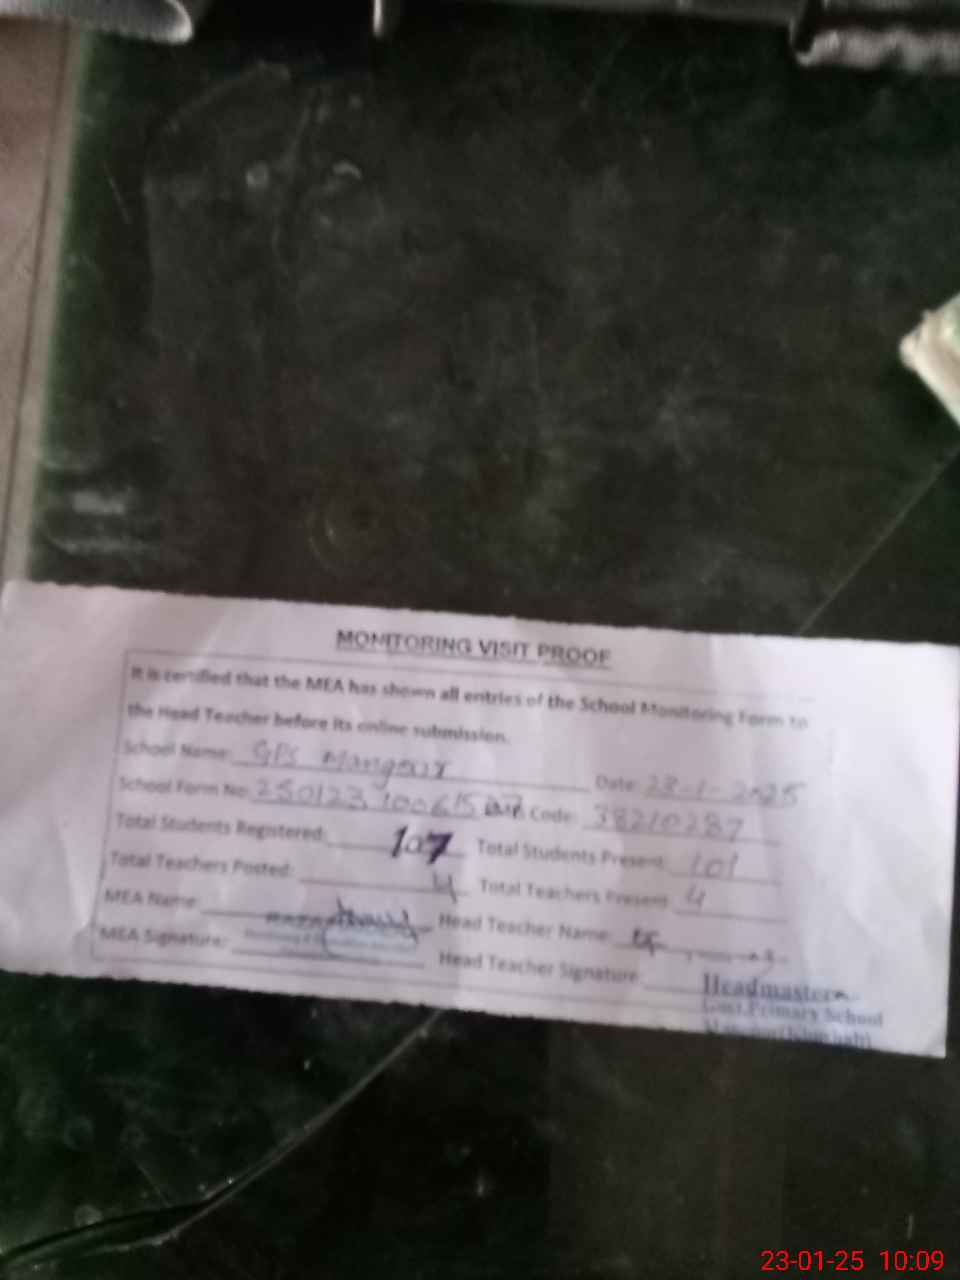 MONITORING VISIT PROOF
It is certified that the MEA has shown all entries of the School Monitoring Form to
the Head Teacher before its online submission.
School Name: GPS Mangour Date: 23-1-2025
School Form No: 250123100615 Code: 38210287
Total Students Registered: 107 Total Students Present: 101
Total Teachers Posted: 4 Total Teachers Present: 4
MEA Name: Head Teacher Name:
MEA Signature: Head Teacher Signature:
Headmaster
Govt. Primary School
23-01-25 10:09